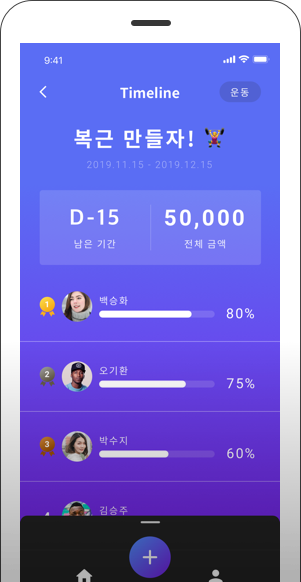 9:41
Timeline
운동
복근 만들자! 🏋️
2019.11.15 - 2019.12.15
D-15
50,000
남은 기간
전체 금액
1
백승화
80%
2
오기환
75%
3
박수지
60%
4
김승주